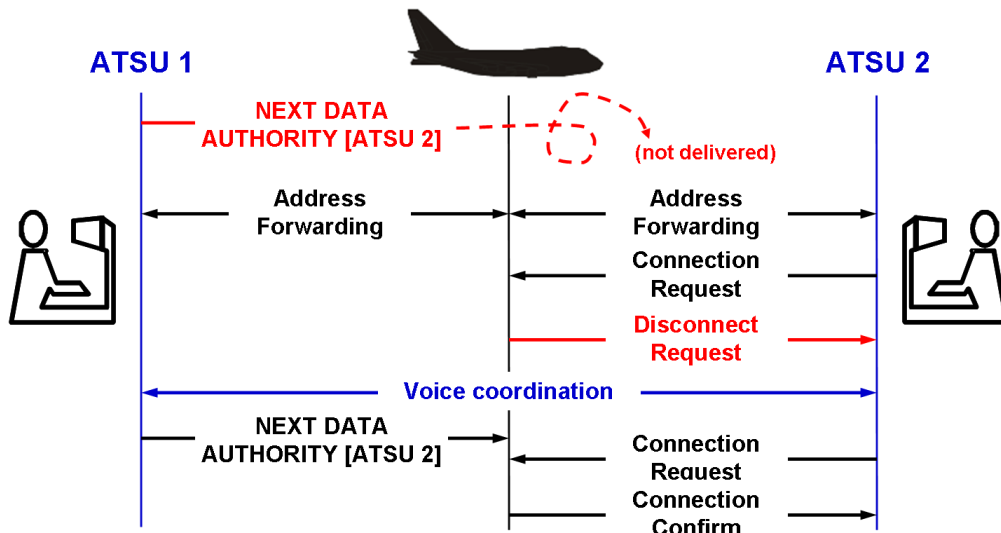 ATSU 1
ATSU 2
NEXT DATA
AUTHORITY [ATSU 2]
(not delivered)
Address
Forwarding
Address
Forwarding
Connection
Request
Disconnect
Request
Voice coordination
NEXT DATA
AUTHORITY [ATSU 2]
Connection
Request
Connection
Confirm